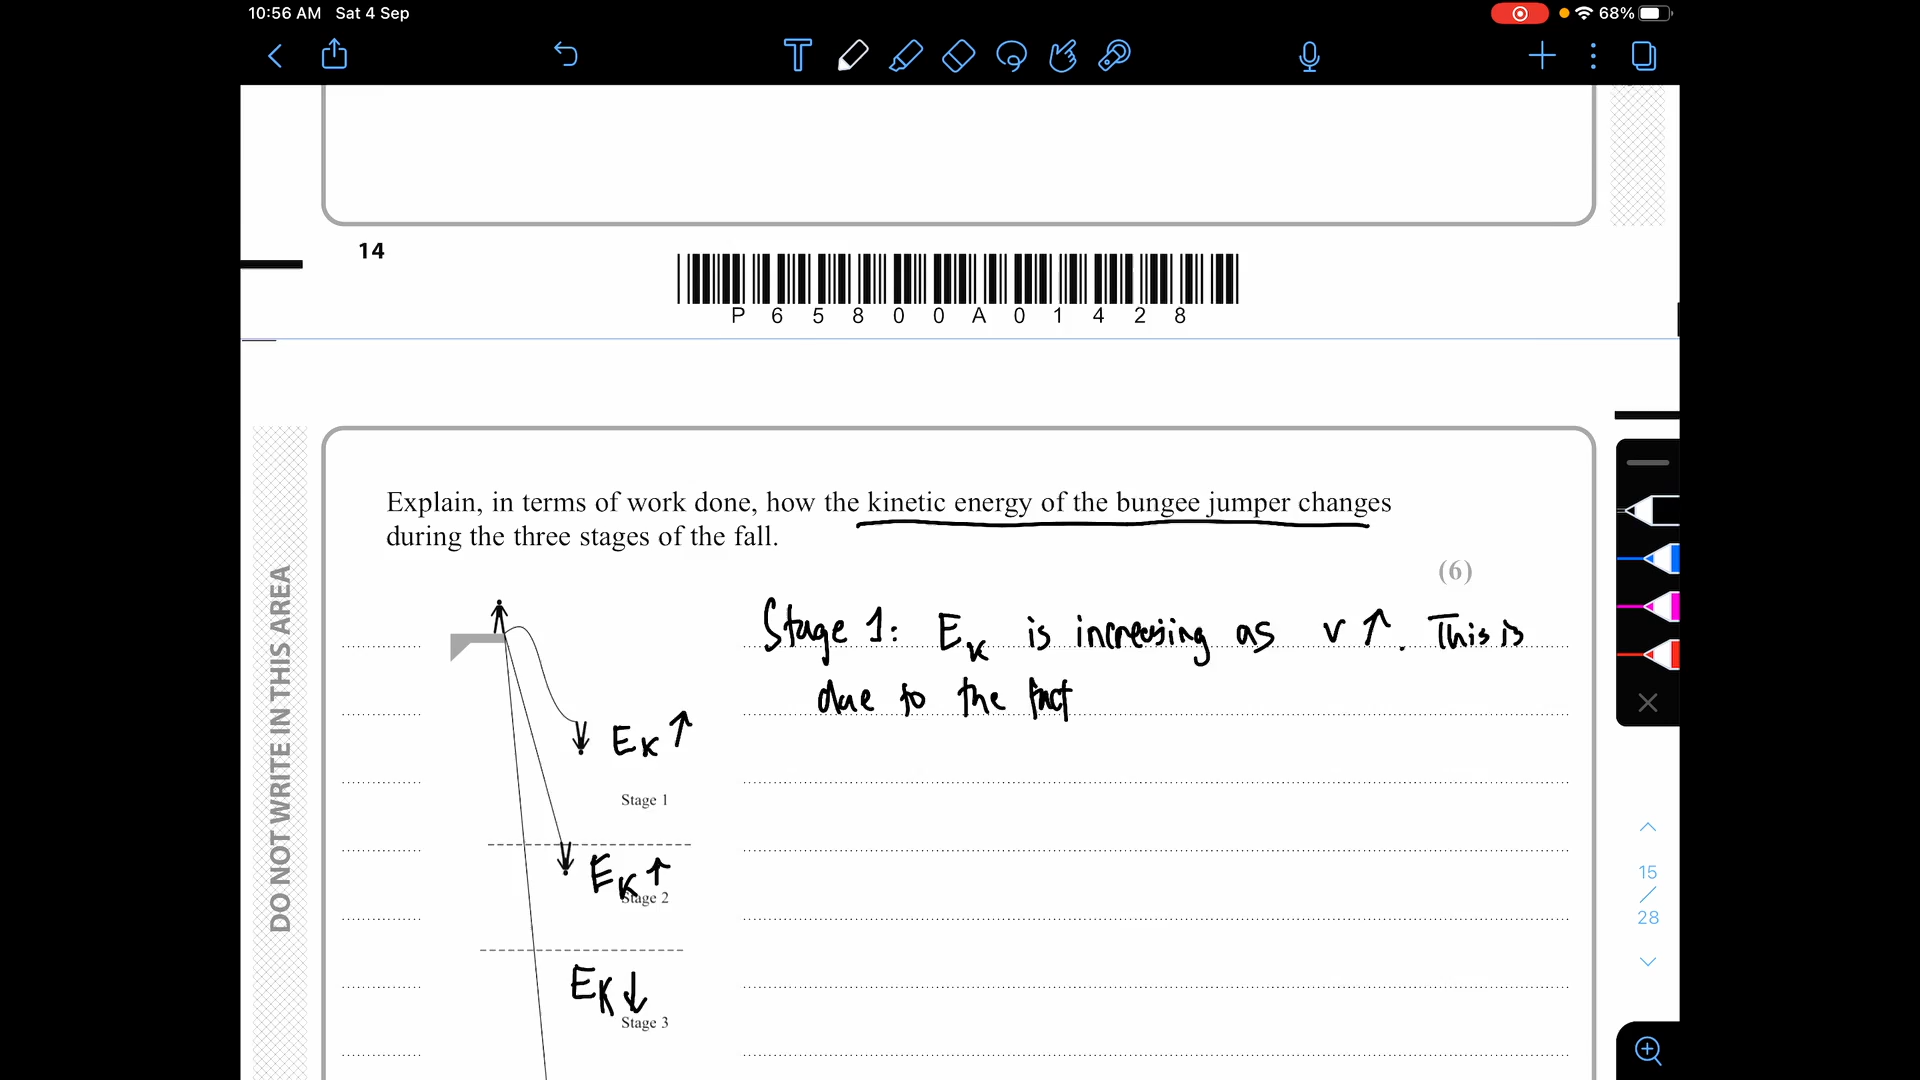 10:56 AM Sat 4 Sep
68%
T
14
P 6 5 8 0 0 A 0 1 4 2 8
DO NOT WRITE IN THIS AREA
Explain, in terms of work done, how the kinetic energy of the bungee jumper changes
during the three stages of the fall.
(6)
Stage 1: EK is increasing as v ↑. This is
due to the fact
EK ↑
Stage 1
EK ↑
Stage 2
EK ↓
Stage 3
15
/
28